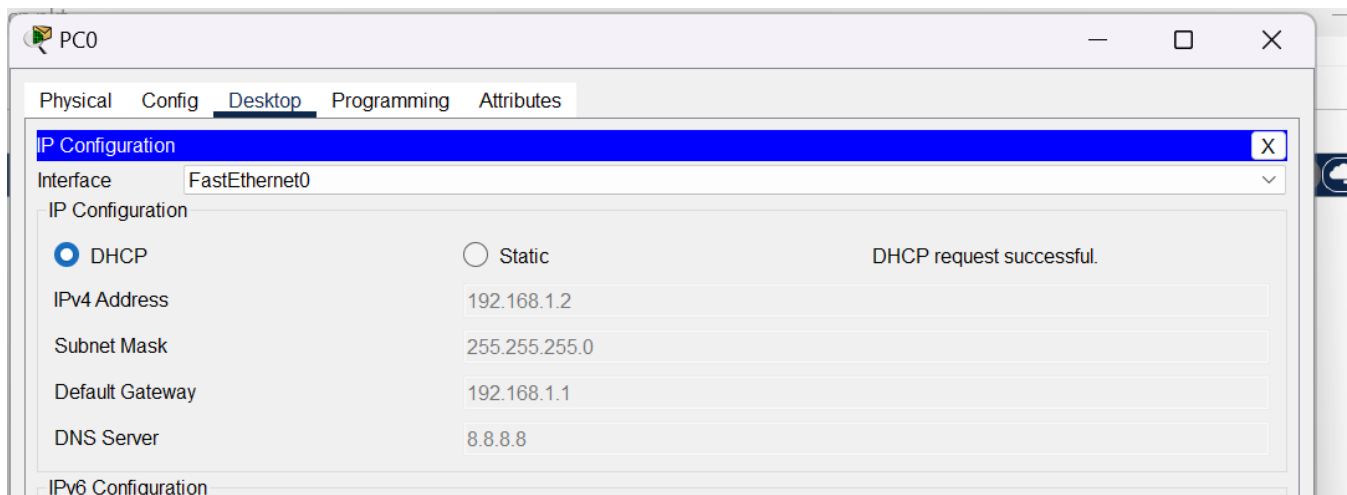 PC0
Physical Config Desktop Programming Attributes
IP Configuration X
Interface FastEthernet0
IP Configuration
DHCP Static DHCP request successful.
IPv4 Address 192.168.1.2
Subnet Mask 255.255.255.0
Default Gateway 192.168.1.1
DNS Server 8.8.8.8
IPv6 Configuration